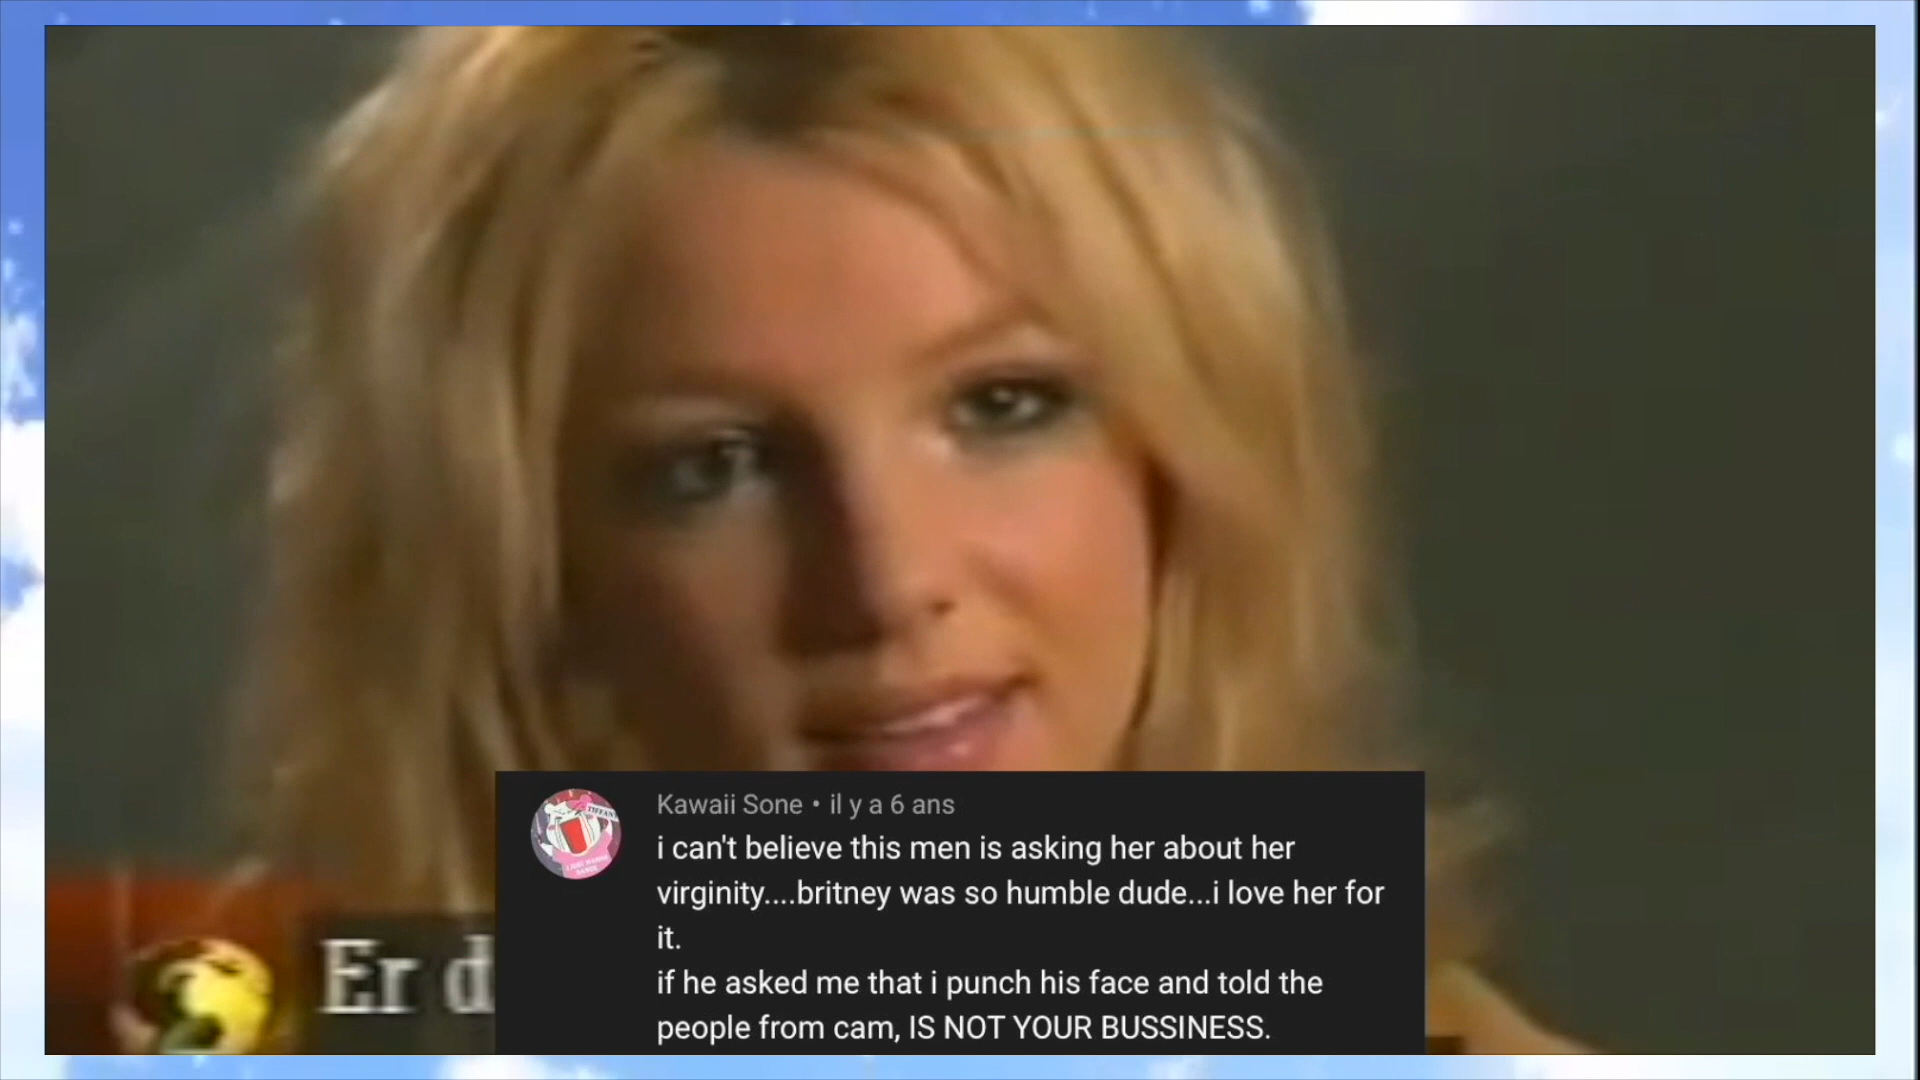 Kawaii Sone • il y a 6 ans
i can't believe this men is asking her about her
virginity....britney was so humble dude...i love her for
it.
if he asked me that i punch his face and told the
people from cam, IS NOT YOUR BUSSINESS.
Er d